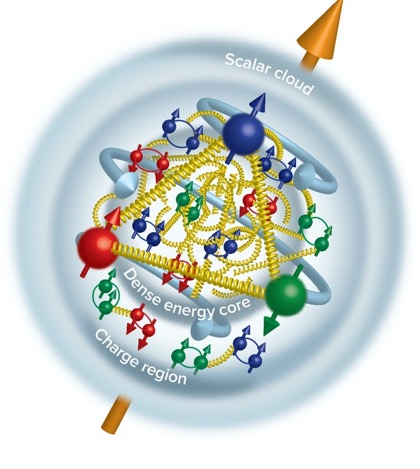 Scalar cloud
Dense energy core
Charge region